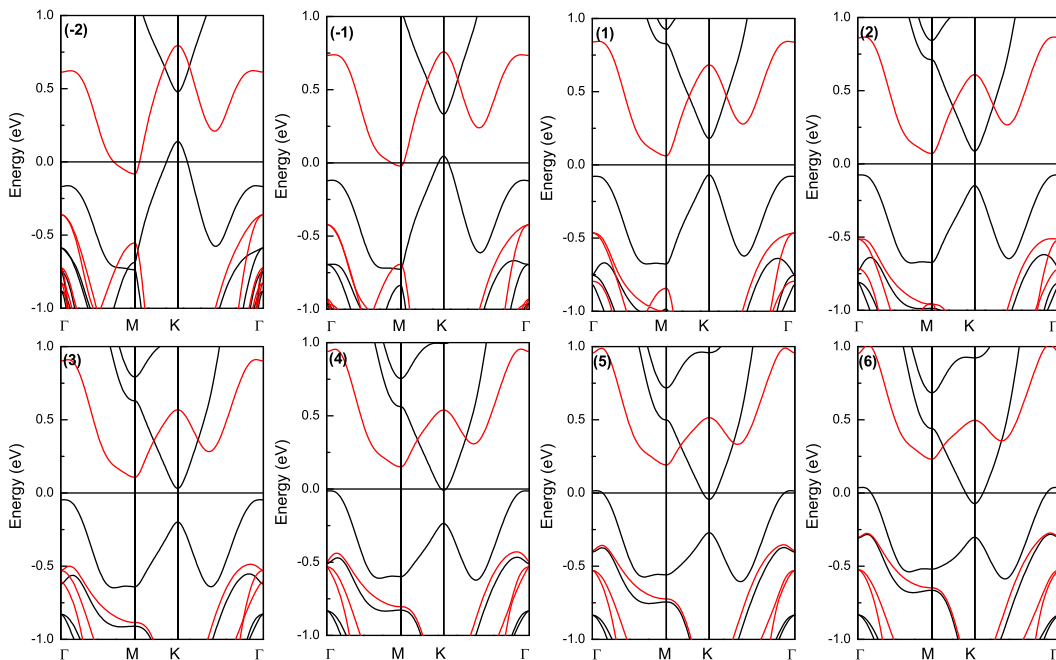 (-2) (-1) (1) (2)
1.0 1.0 1.0 1.0
0.5 0.5 0.5 0.5
0.0 0.0 0.0 0.0
-0.5 -0.5 -0.5 -0.5
-1.0 -1.0 -1.0 -1.0
Energy (eV) Energy (eV) Energy (eV) Energy (eV)
Γ M K Γ Γ M K Γ Γ M K Γ Γ M K Γ
(3) (4) (5) (6)
1.0 1.0 1.0 1.0
0.5 0.5 0.5 0.5
0.0 0.0 0.0 0.0
-0.5 -0.5 -0.5 -0.5
-1.0 -1.0 -1.0 -1.0
Energy (eV) Energy (eV) Energy (eV) Energy (eV)
Γ M K Γ Γ M K Γ Γ M K Γ Γ M K Γ